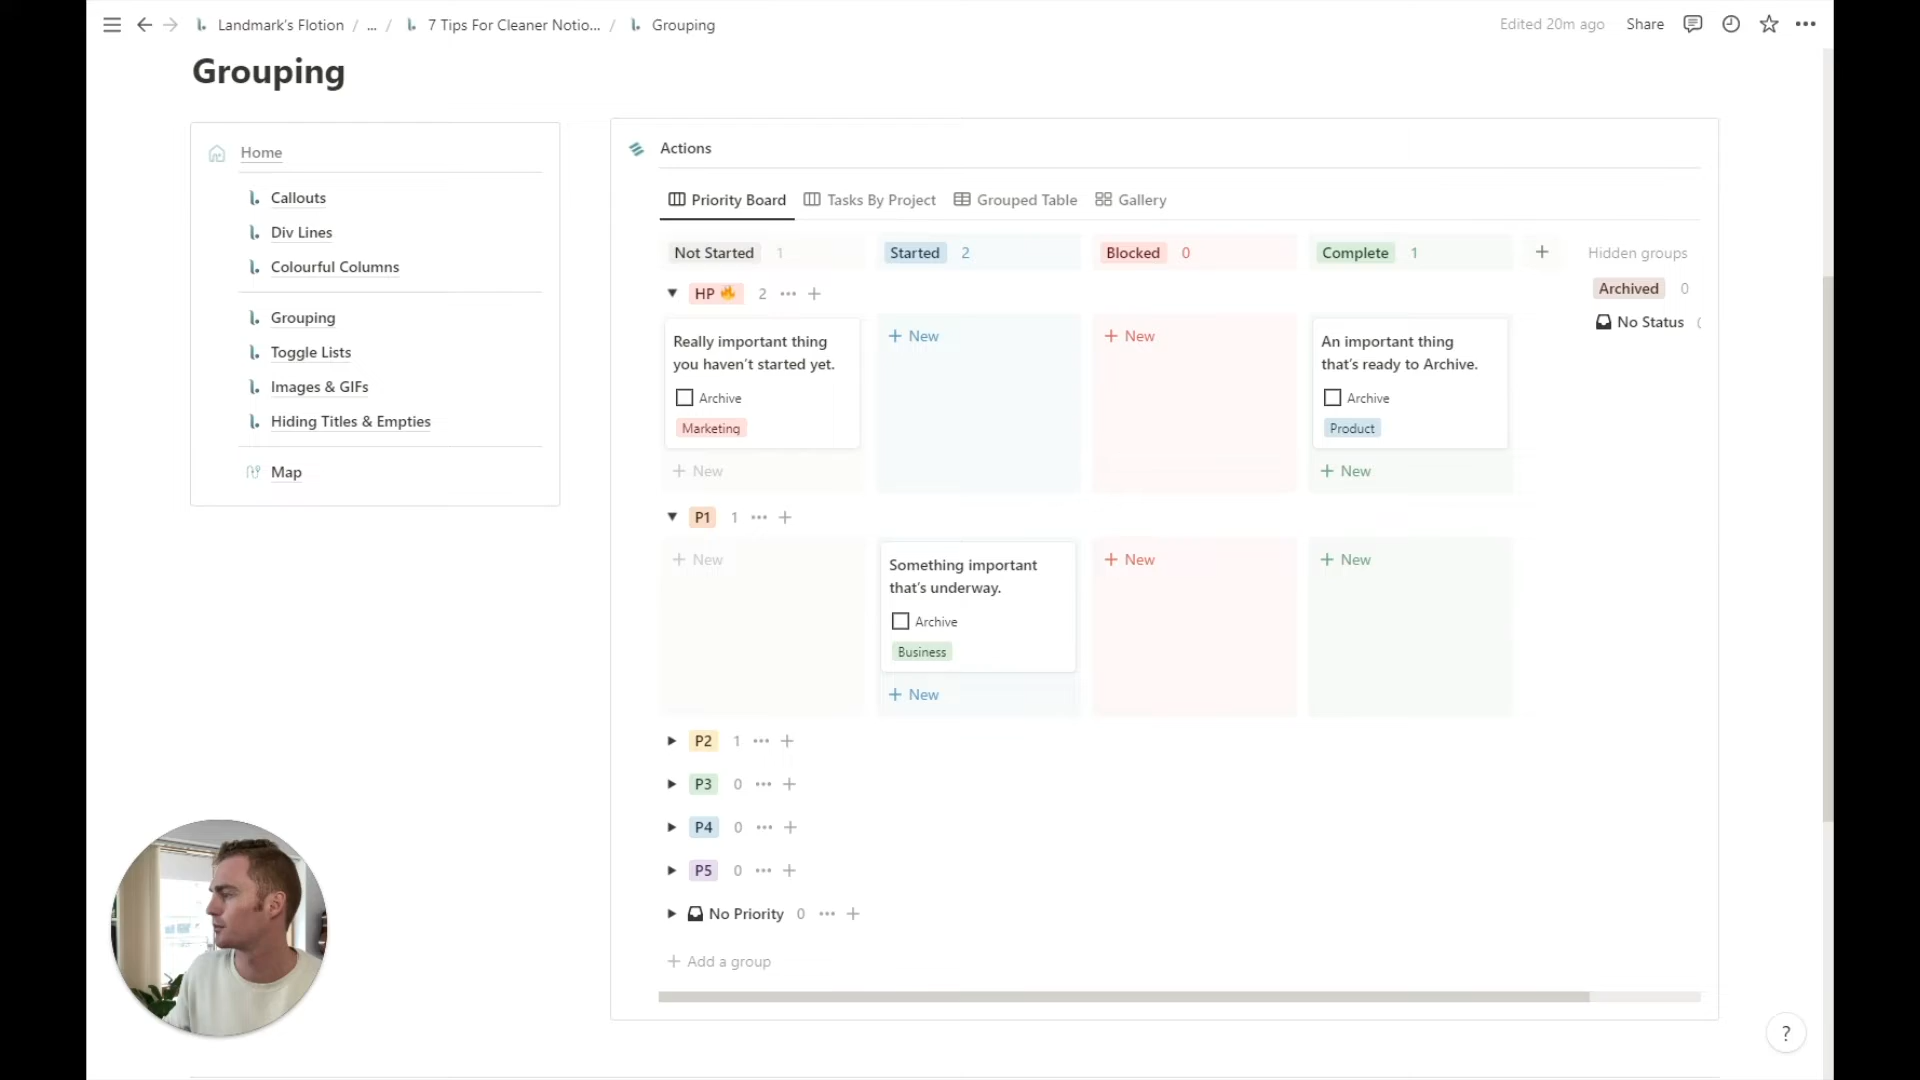 Landmark's Flotion / ... / 7 Tips For Cleaner Notio... / Grouping
Edited 20m ago Share
Grouping
Home
Callouts
Div Lines
Colourful Columns
Grouping
Toggle Lists
Images & GIFs
Hiding Titles & Empties
Map
Actions
Priority Board Tasks By Project Grouped Table Gallery
Not Started 1 Started 2 Blocked 0 Complete 1 + Hidden groups
Archived 0
No Status
HP 🔥 2 ... +
Really important thing
you haven't started yet.
Archive
Marketing
+ New
+ New
+ New
An important thing
that's ready to Archive.
Archive
Product
+ New
P1 1 ... +
+ New
Something important
that's underway.
Archive
Business
+ New
+ New
+ New
P2 1 ... +
P3 0 ... +
P4 0 ... +
P5 0 ... +
No Priority 0 ... +
+ Add a group
?